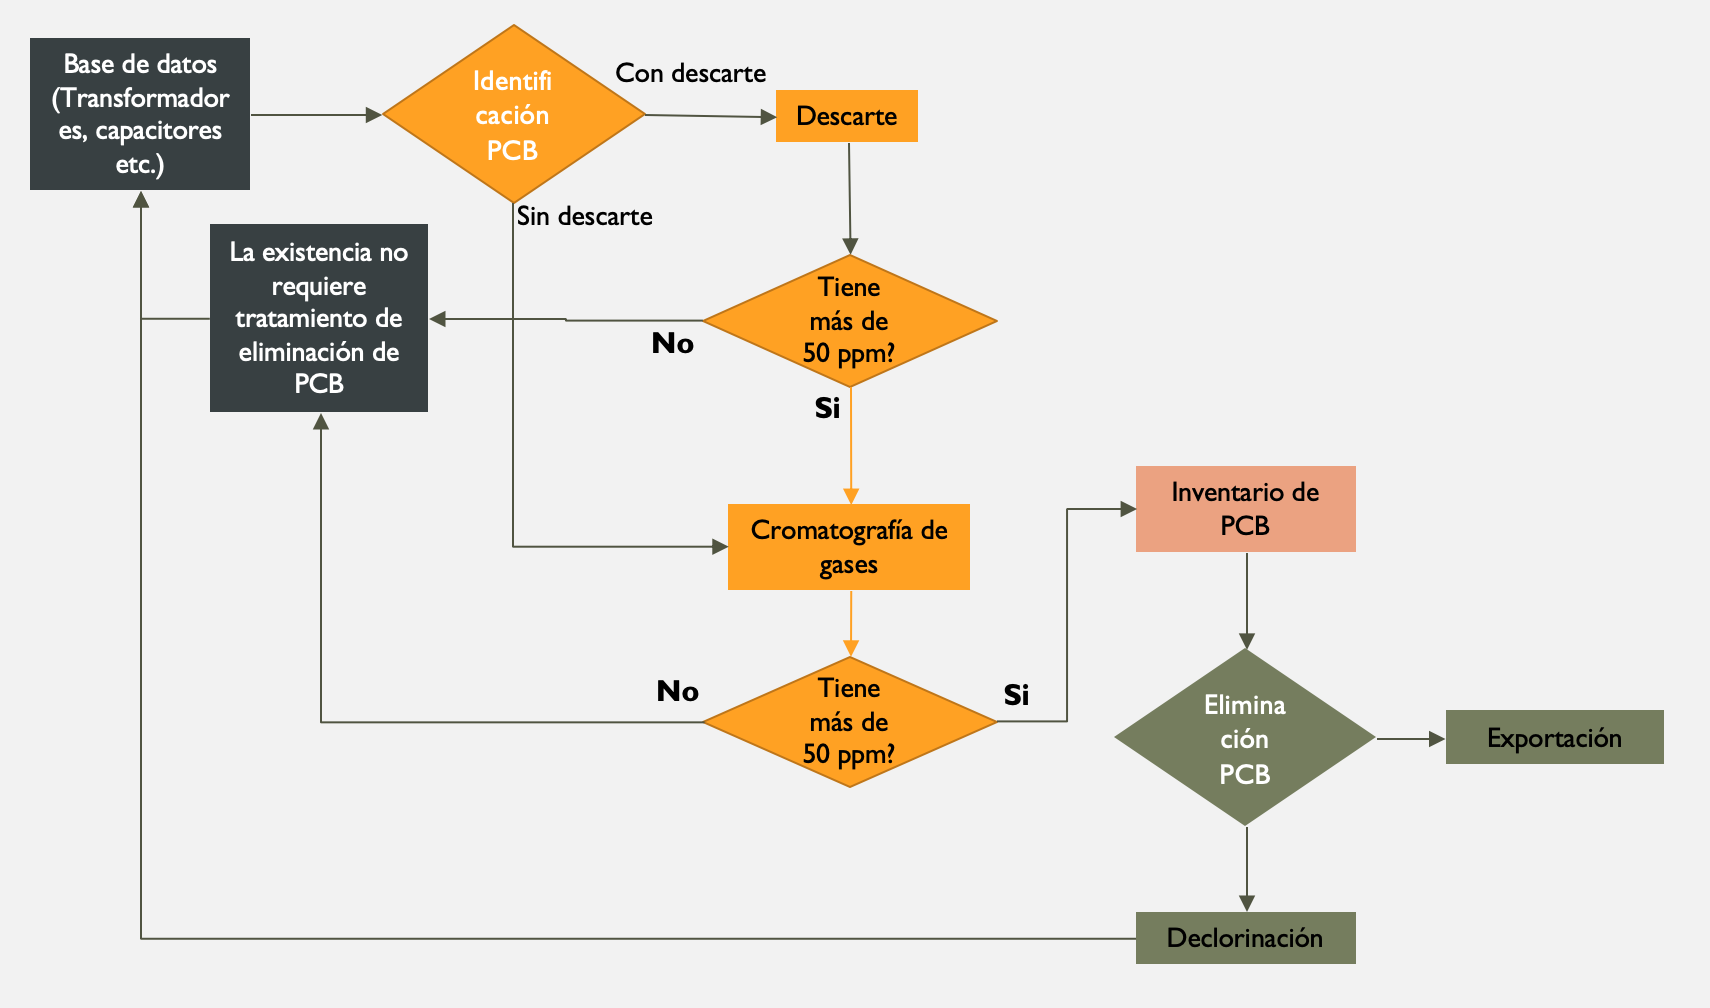 Base de datos
(Transformador
es, capacitores
etc.)
Identifi
cación
PCB
Con descarte
Descarte
Sin descarte
La existencia no
requiere
tratamiento de
eliminación de
PCB
Tiene
más de
50 ppm?
No
Si
Cromatografía de
gases
Inventario de
PCB
Tiene
más de
50 ppm?
No
Si
Elimina
ción
PCB
Exportación
Declorinación